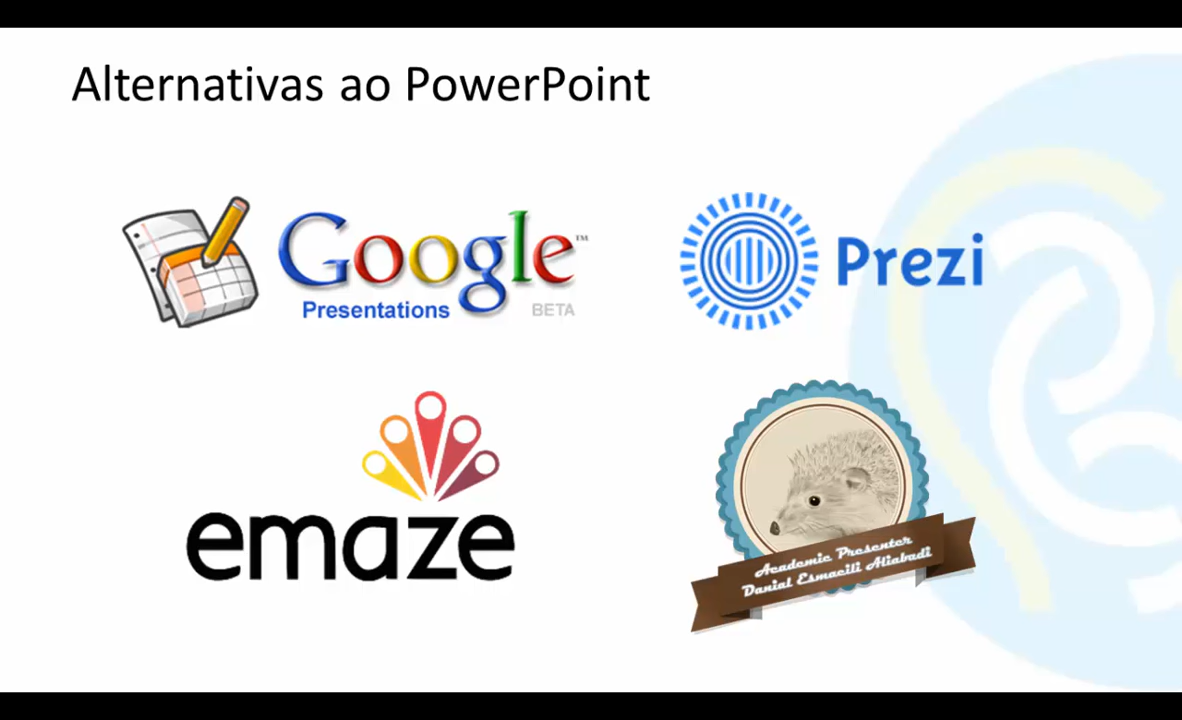 Alternativas ao PowerPoint
Google™
Presentations BETA
Prezi
emaze
Academic Presenter
Danial Esmaeili Aliabadi